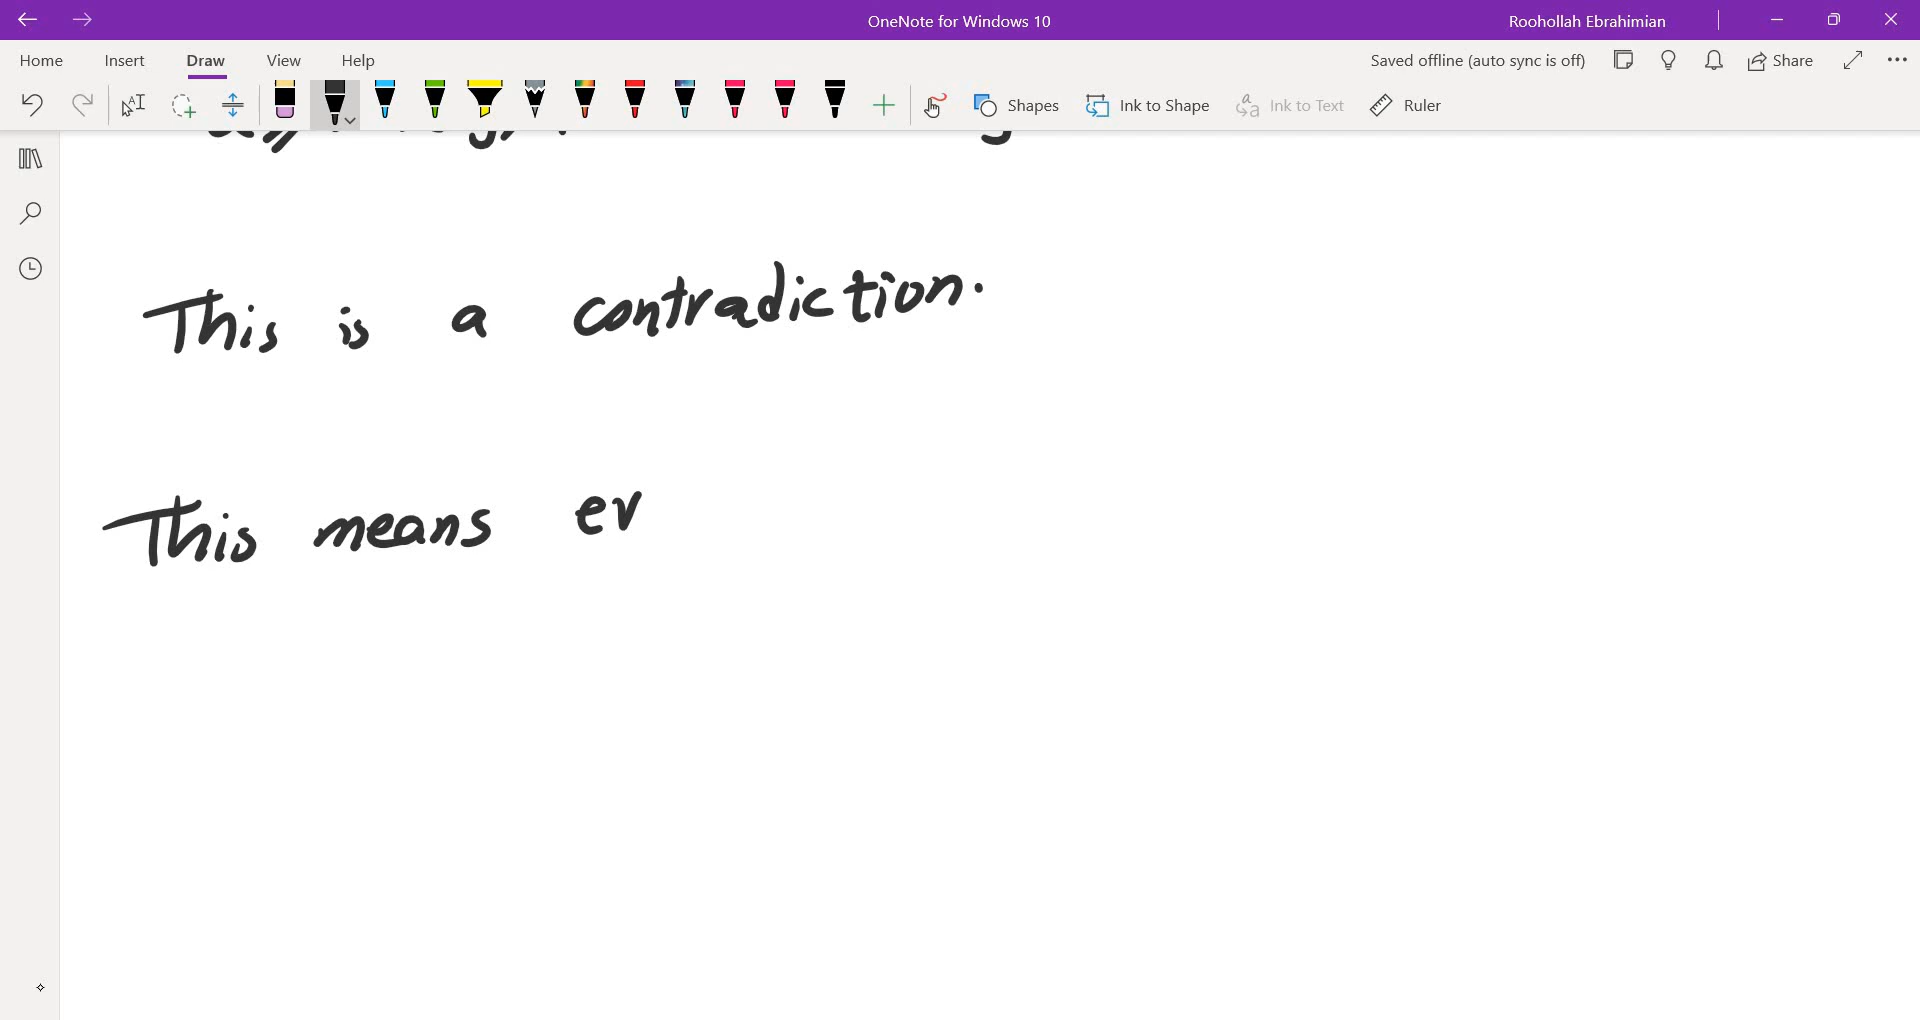 OneNote for Windows 10
Roohollah Ebrahimian
Home Insert Draw View Help
Saved offline (auto sync is off)
Share
Shapes
Ink to Shape
Ink to Text
Ruler
This is a contradiction.
This means ev